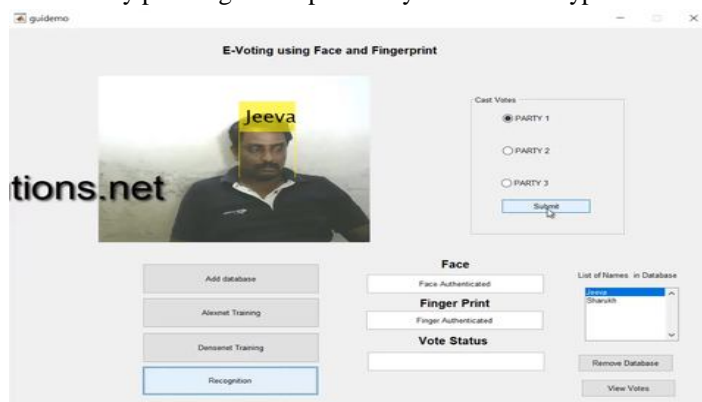 guidemo
E-Voting using Face and Fingerprint
Jeeva
tions.net
Cast Votes
PARTY 1
PARTY 2
PARTY 3
Submit
Add database
Alexnet Training
Densenet Training
Recognition
Face
Face Authenticated
Finger Print
Finger Authenticated
Vote Status
List of Names in Database
Jeeva
Sharukh
Remove Database
View Votes